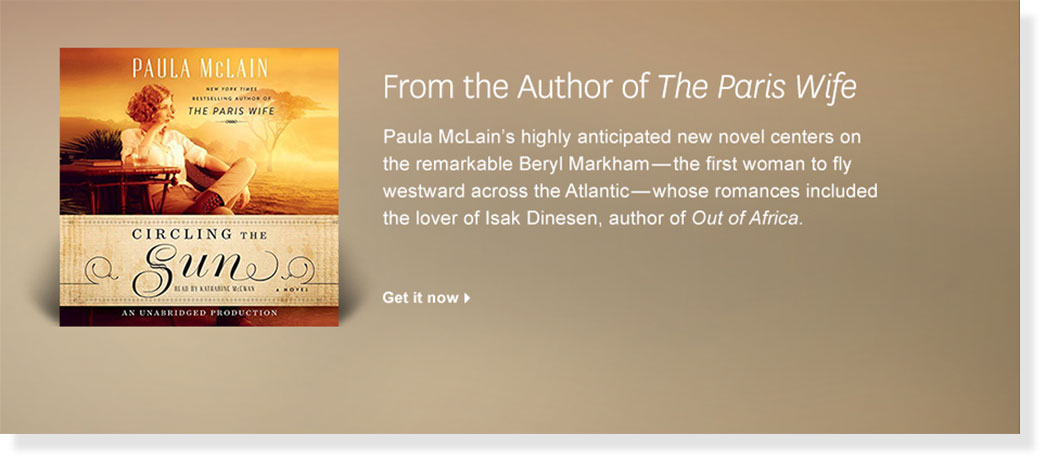 PAULA McLAIN
NEW YORK TIMES
BESTSELLING AUTHOR OF
THE PARIS WIFE
CIRCLING THE
Sun
READ BY KATHARINE McEWAN
A NOVEL
AN UNABRIDGED PRODUCTION
From the Author of The Paris Wife
Paula McLain’s highly anticipated new novel centers on
the remarkable Beryl Markham—the first woman to fly
westward across the Atlantic—whose romances included
the lover of Isak Dinesen, author of Out of Africa.
Get it now